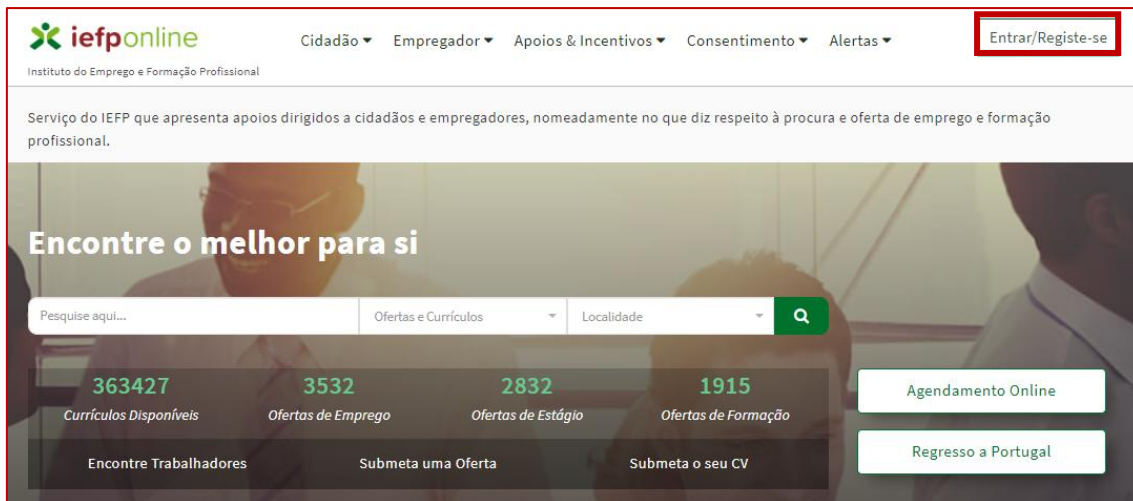 iefponline
Instituto do Emprego e Formação Profissional
Cidadão Empregador Apoios & Incentivos Consentimento Alertas Entrar/Registe-se
Serviço do IEFP que apresenta apoios dirigidos a cidadãos e empregadores, nomeadamente no que diz respeito à procura e oferta de emprego e formação
profissional.
Encontre o melhor para si
Pesquise aqui... Ofertas e Currículos Localidade
363427 3532 2832 1915
Currículos Disponíveis Ofertas de Emprego Ofertas de Estágio Ofertas de Formação
Encontre Trabalhadores Submeta uma Oferta Submeta o seu CV
Agendamento Online
Regresso a Portugal